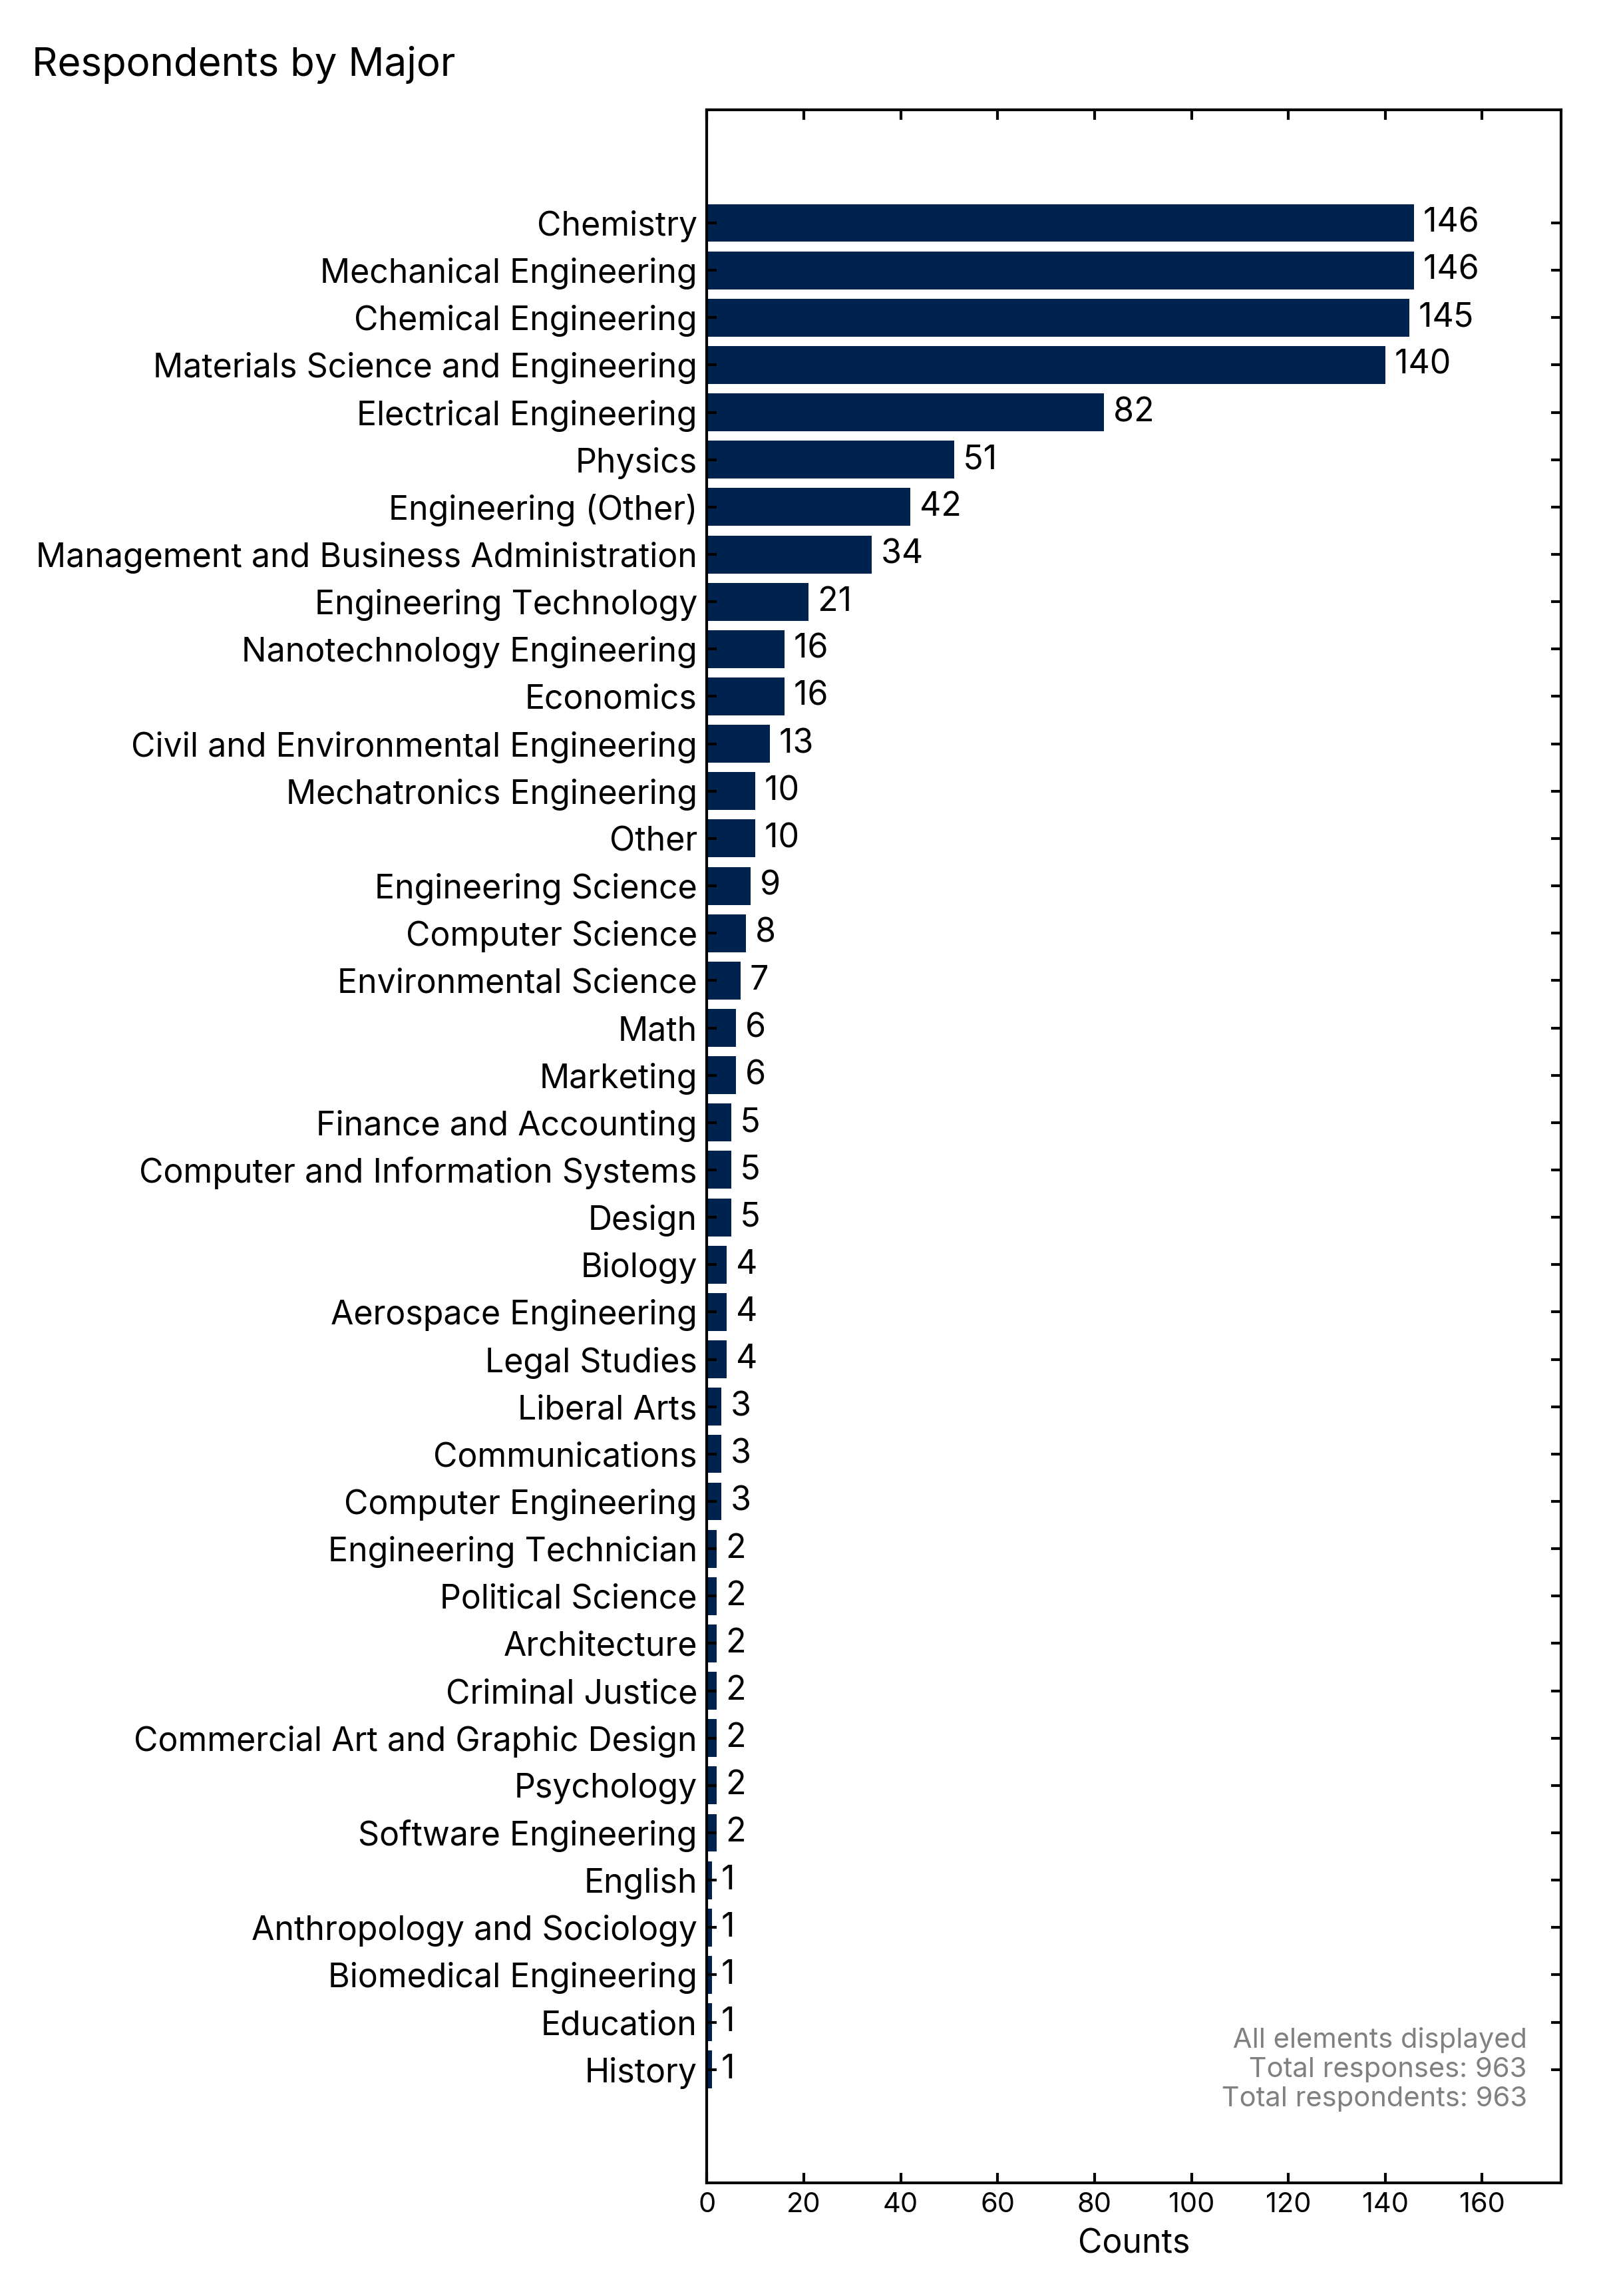 Respondents by Major
Chemistry 146
Mechanical Engineering 146
Chemical Engineering 145
Materials Science and Engineering 140
Electrical Engineering 82
Physics 51
Engineering (Other) 42
Management and Business Administration 34
Engineering Technology 21
Nanotechnology Engineering 16
Economics 16
Civil and Environmental Engineering 13
Mechatronics Engineering 10
Other 10
Engineering Science 9
Computer Science 8
Environmental Science 7
Math 6
Marketing 6
Finance and Accounting 5
Computer and Information Systems 5
Design 5
Biology 4
Aerospace Engineering 4
Legal Studies 4
Liberal Arts 3
Communications 3
Computer Engineering 3
Engineering Technician 2
Political Science 2
Architecture 2
Criminal Justice 2
Commercial Art and Graphic Design 2
Psychology 2
Software Engineering 2
English 1
Anthropology and Sociology 1
Biomedical Engineering 1
Education 1
History 1
All elements displayed
Total responses: 963
Total respondents: 963
0 20 40 60 80 100 120 140 160
Counts